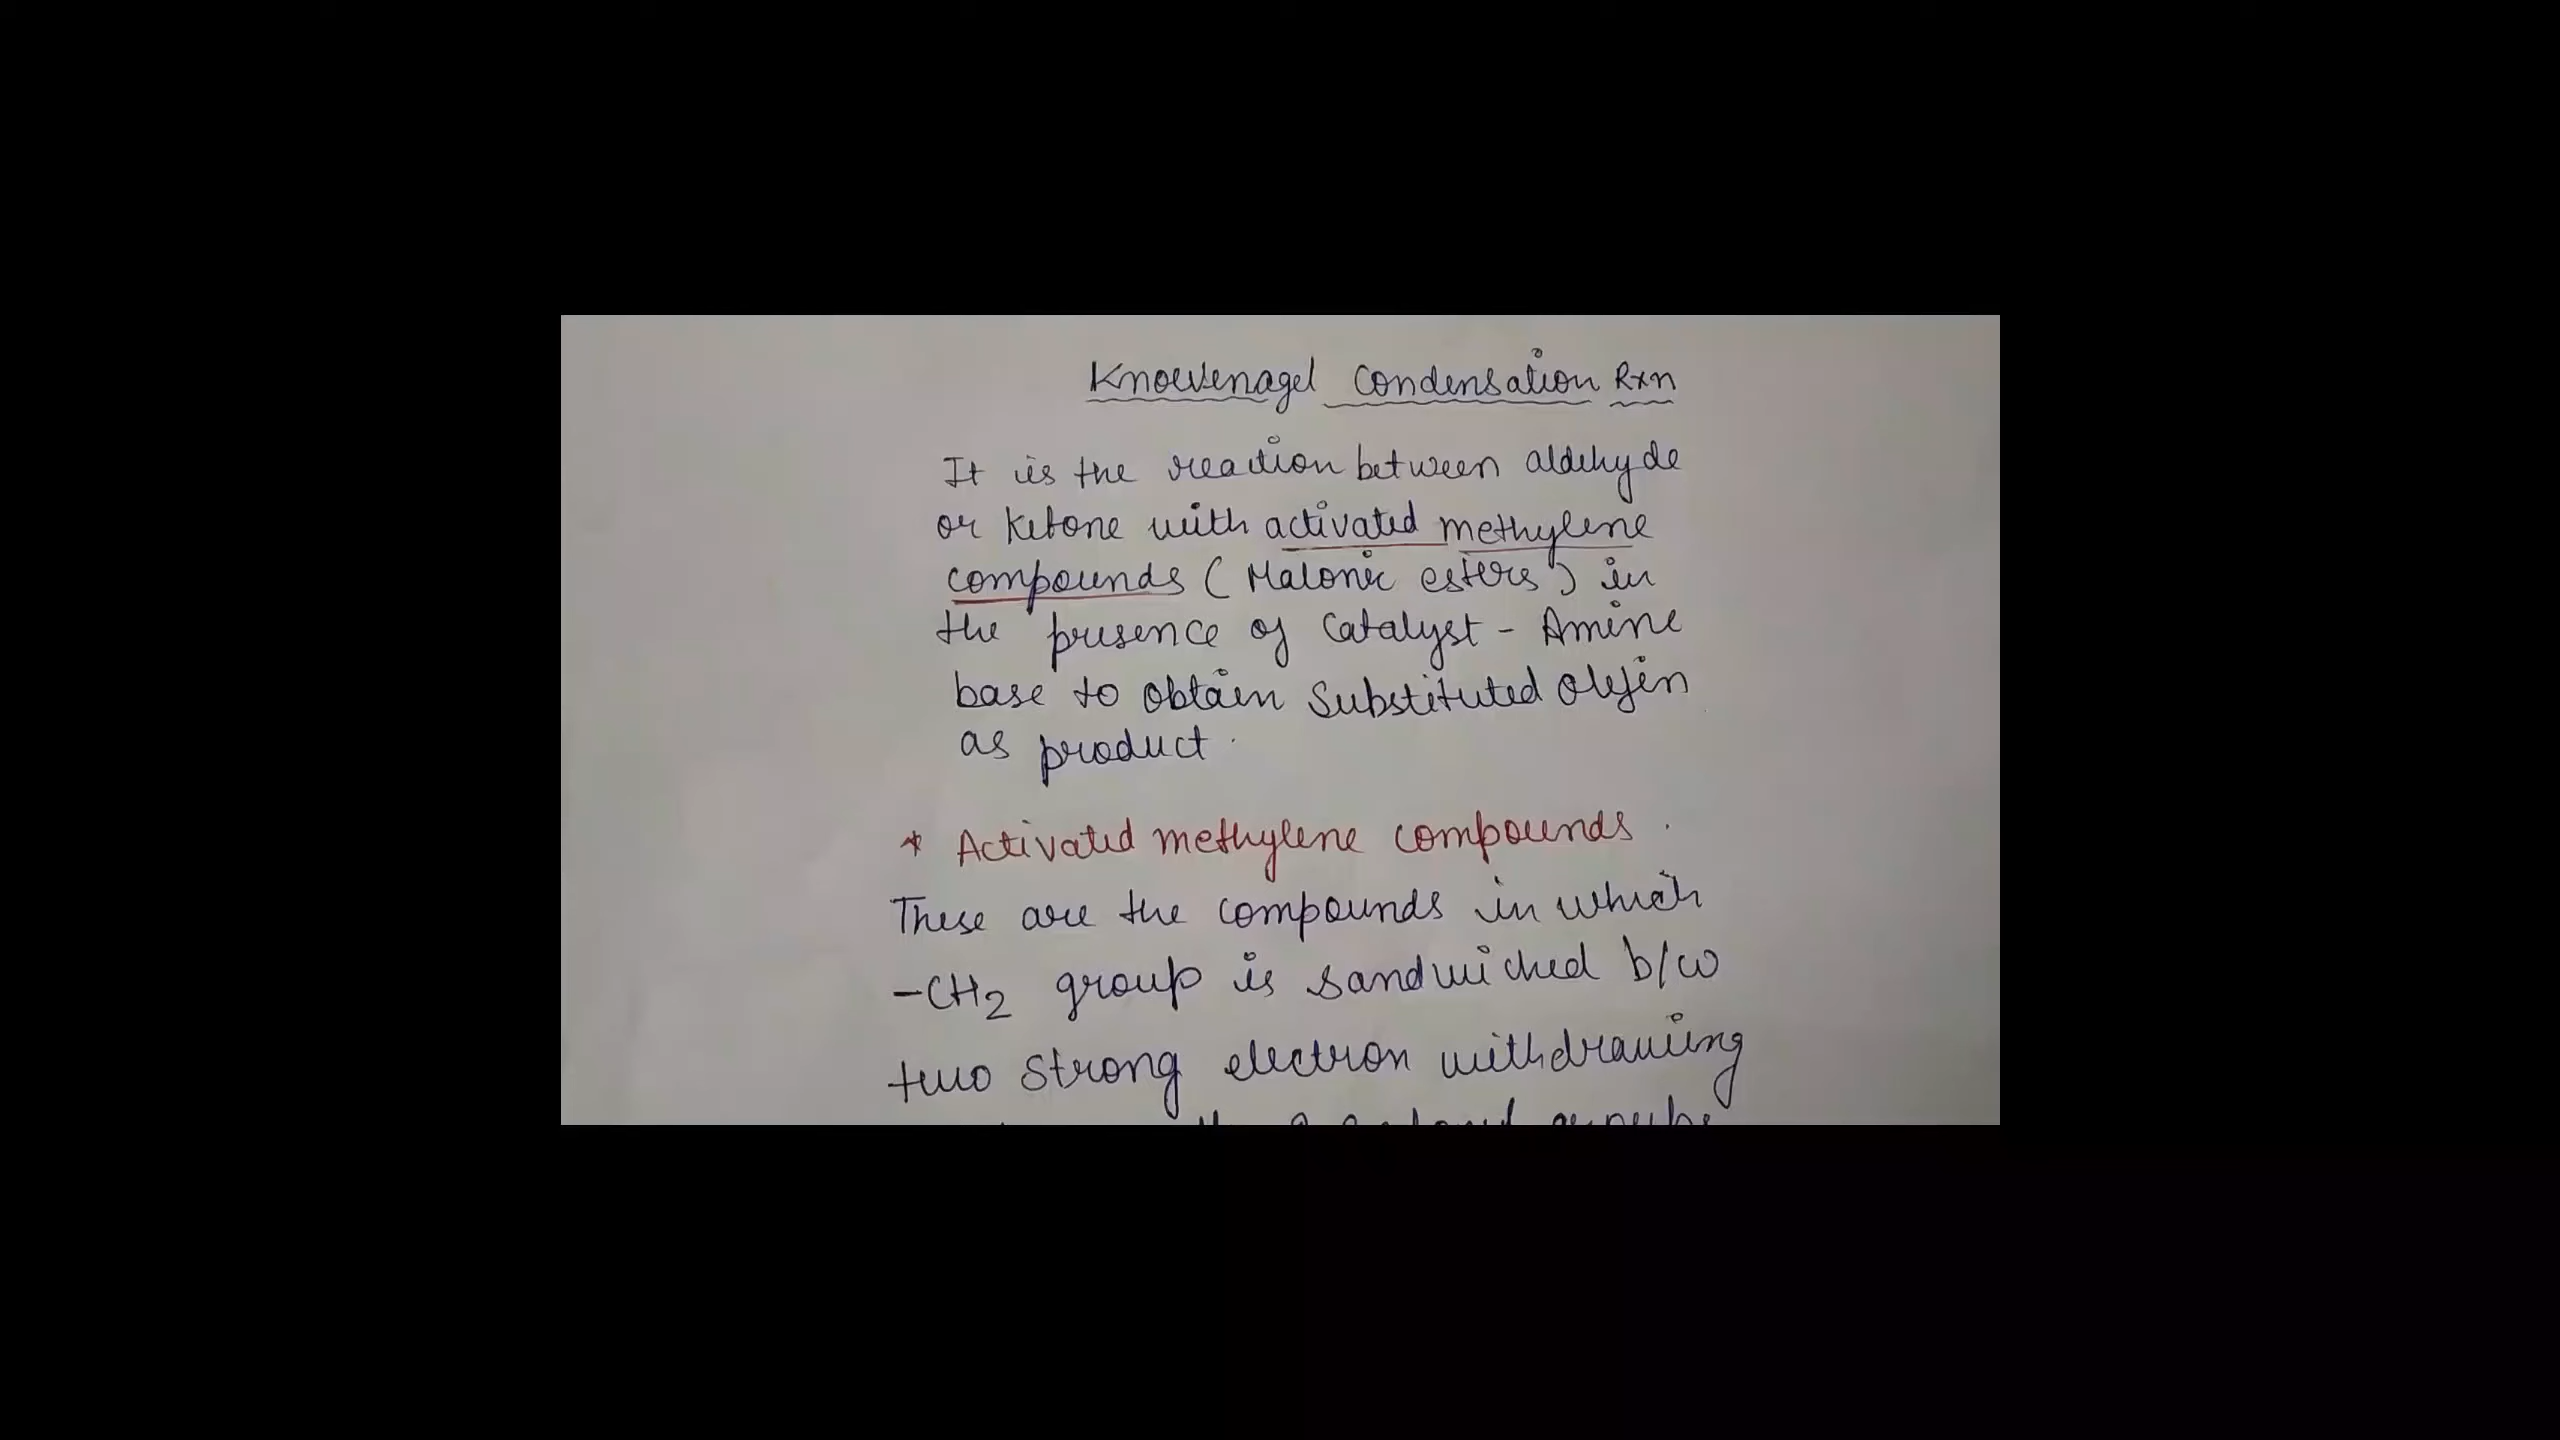 Knoevenagel Condensation Rxn
It is the reaction between aldehyde
or ketone with activated methylene
compounds (Malonic esters) in
the presence of Catalyst - Amine
base to obtain Substituted Olefin
as product.
* Activated methylene compounds.
These are the compounds in which
-CH2 group is sandwiched b/w
two strong electron withdrawing